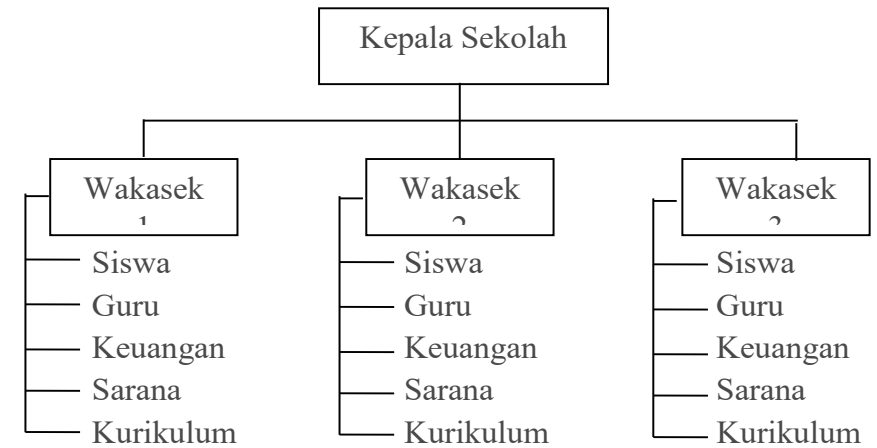 Kepala Sekolah
Wakasek
Wakasek
Wakasek
Siswa
Guru
Keuangan
Sarana
Kurikulum
Siswa
Guru
Keuangan
Sarana
Kurikulum
Siswa
Guru
Keuangan
Sarana
Kurikulum